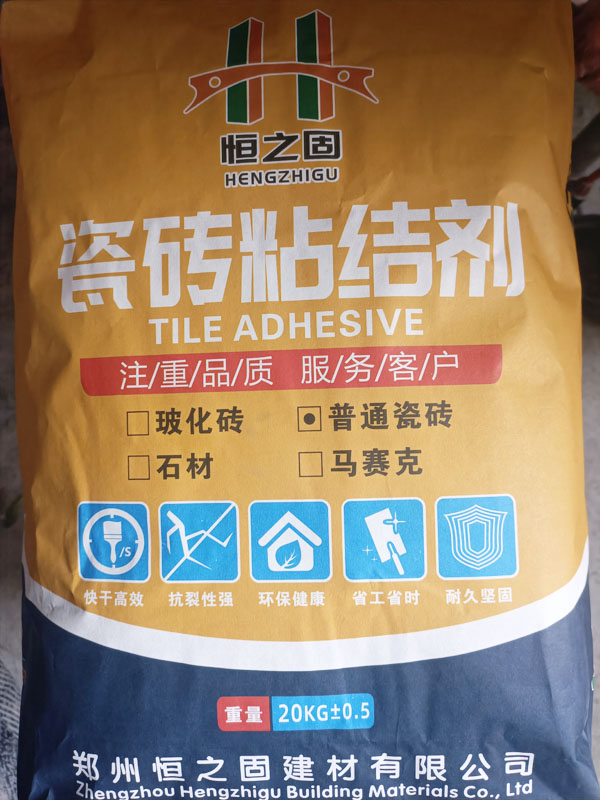 恒之固
HENGZHIGU
瓷砖粘结剂
TILE ADHESIVE
注/重/品/质 服/务/客/户
玻化砖 普通瓷砖
石材 马赛克
/S
快干高效 抗裂性强 环保健康 省工省时 耐久坚固
重量 20KG±0.5
郑州恒之固建材有限公司
Zhengzhou Hengzhigu Building Materials Co., Ltd